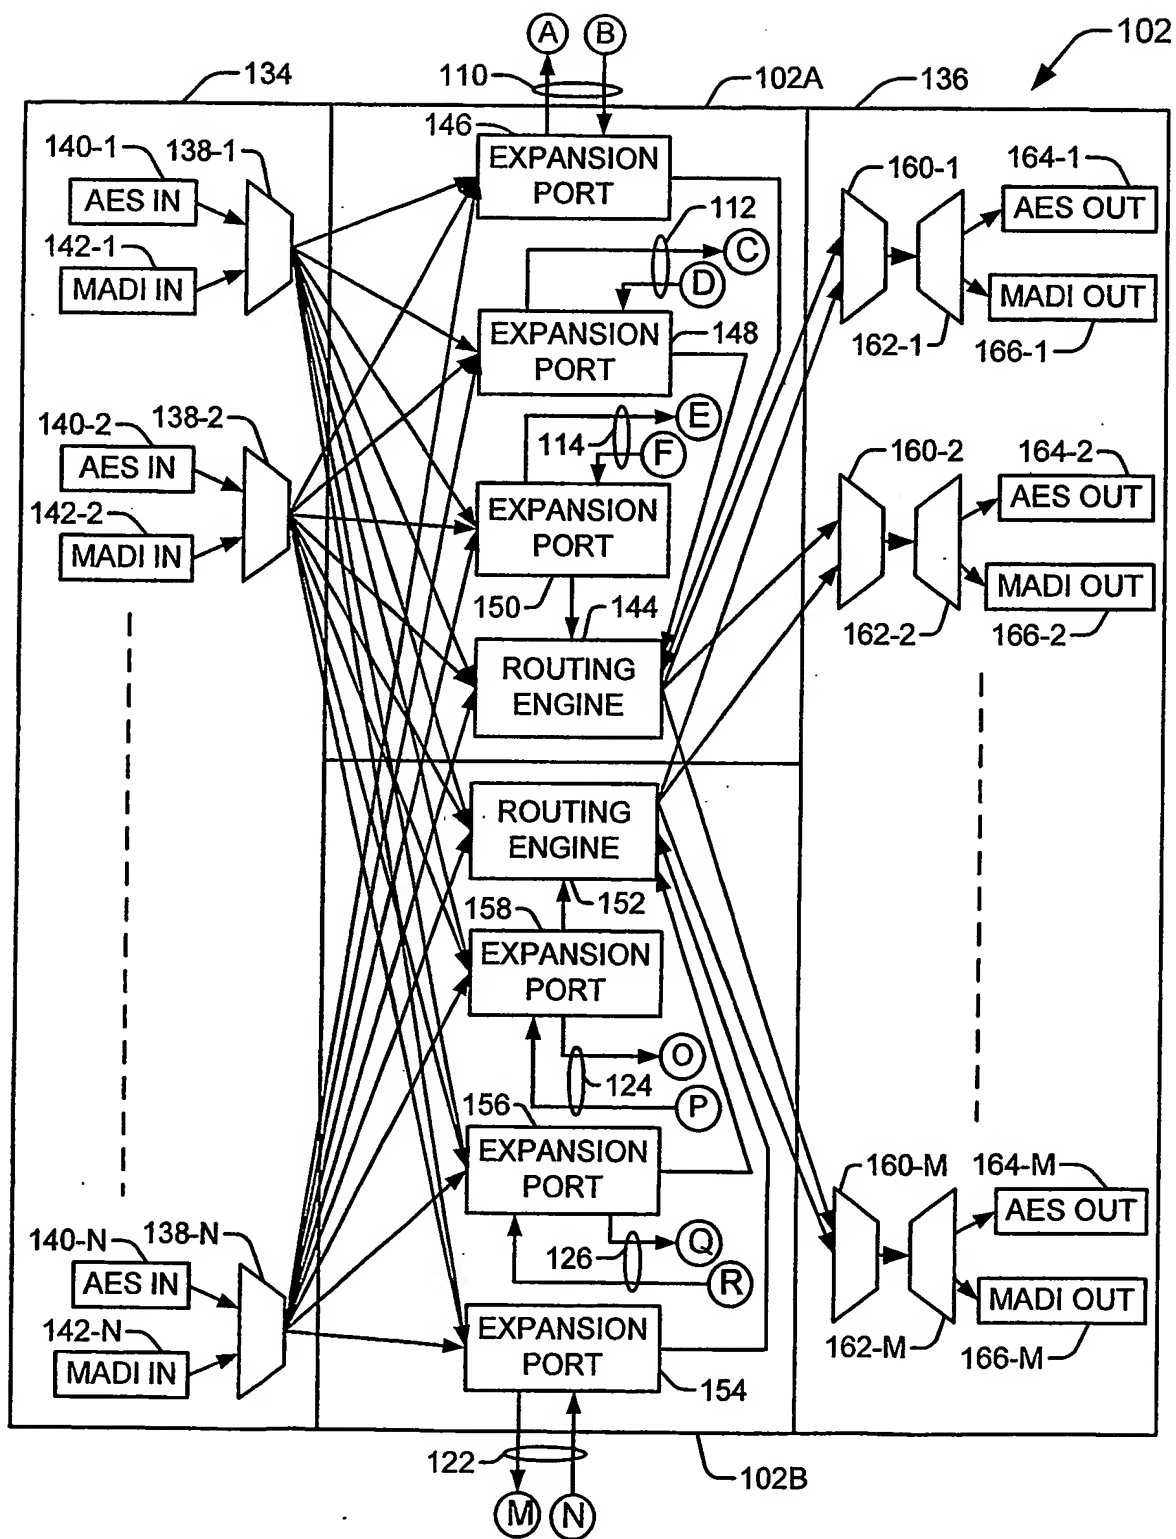 A
B
102
134
110
102A
136
146
EXPANSION
PORT
140-1
138-1
AES IN
142-1
MADI IN
160-1
164-1
AES OUT
MADI OUT
162-1
166-1
112
C
D
EXPANSION
PORT
148
140-2
138-2
AES IN
142-2
MADI IN
E
114
F
EXPANSION
PORT
150
144
160-2
164-2
AES OUT
MADI OUT
162-2
166-2
ROUTING
ENGINE
ROUTING
ENGINE
152
158
EXPANSION
PORT
O
124
P
156
EXPANSION
PORT
Q
126
R
160-M
164-M
AES OUT
MADI OUT
162-M
166-M
140-N
138-N
AES IN
142-N
MADI IN
EXPANSION
PORT
154
122
102B
M
N